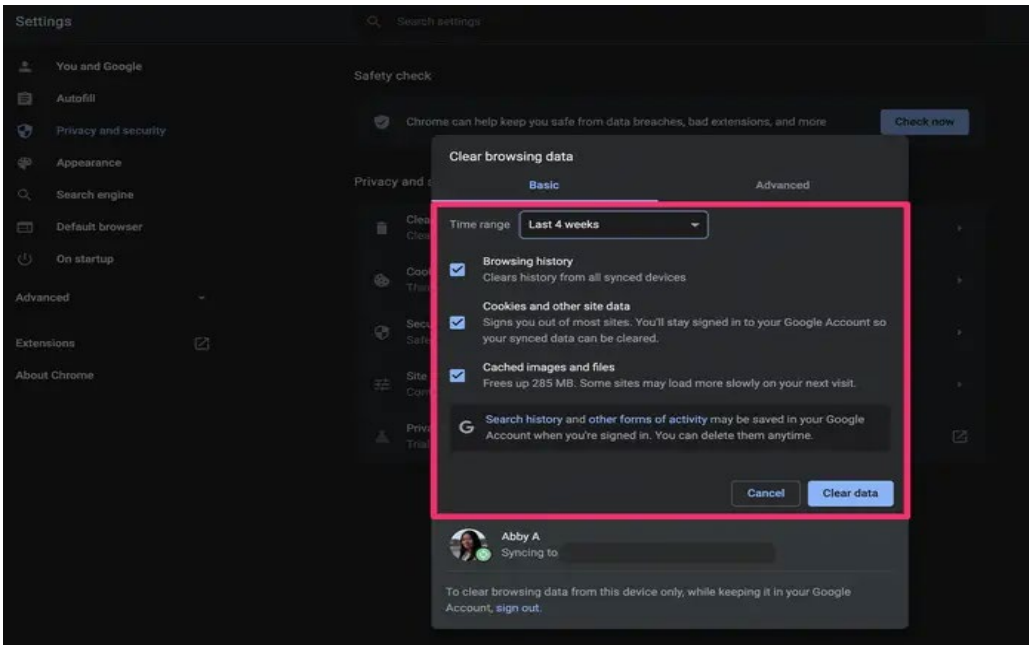 Settings
Search settings
You and Google
Autofill
Privacy and security
Appearance
Search engine
Default browser
On startup
Advanced
Extensions
About Chrome
Safety check
Chrome can help keep you safe from data breaches, bad extensions, and more
Check now
Privacy and
Clear browsing data
Basic
Advanced
Time range
Last 4 weeks
Browsing history
Clears history from all synced devices
Cookies and other site data
Signs you out of most sites. You'll stay signed in to your Google Account so
your synced data can be cleared.
Cached images and files
Frees up 285 MB. Some sites may load more slowly on your next visit.
G
Search history and other forms of activity may be saved in your Google
Account when you're signed in. You can delete them anytime.
Cancel
Clear data
Abby A
Syncing to
To clear browsing data from this device only, while keeping it in your Google
Account, sign out.